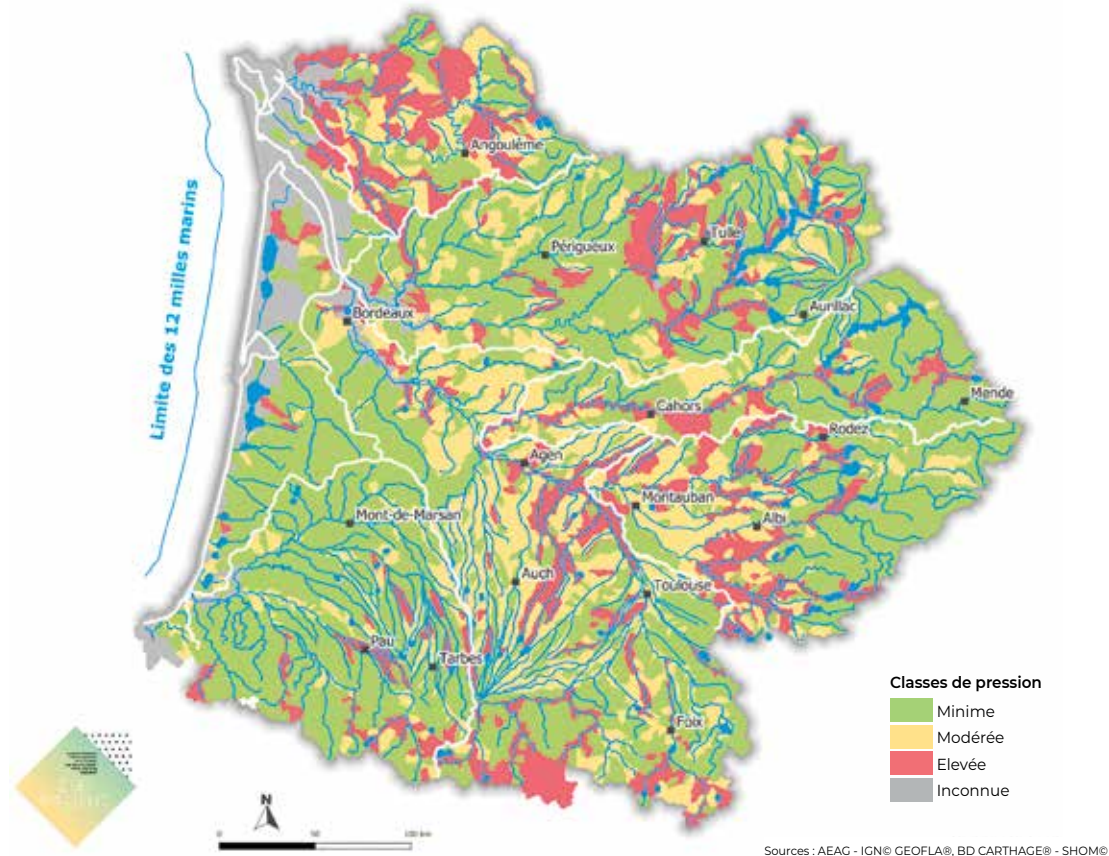 Limite des 12 milles marins
Angoulême
Périgueux
Tulle
Bordeaux
Aurillac
Mende
Cahors
Rodez
Agen
Montauban
Mont-de-Marsan
Albi
Auch
Toulouse
Pau
Tarbes
Foix
Classes de pression
Minime
Modérée
Elevée
Inconnue
N
0 50 100 km
Sources : AEAG - IGN© GEOFLA®, BD CARTHAGE® - SHOM©